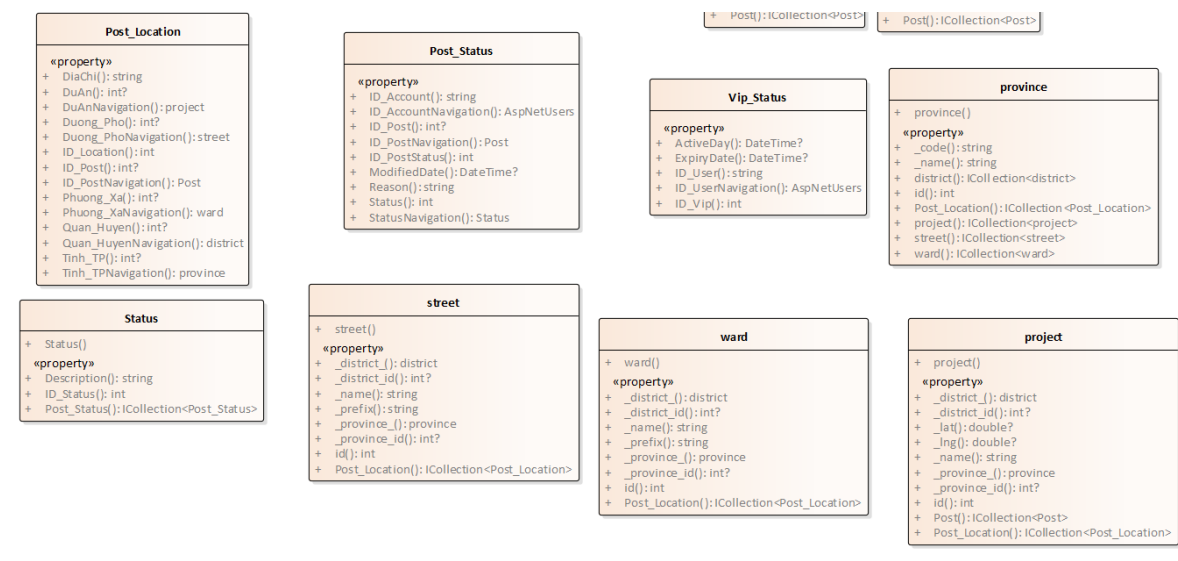 + Post(): ICollection<Post>
+ Post(): ICollection<Post>
Post_Location
«property»
+ DiaChi(): string
+ DuAn(): int?
+ DuAnNavigation(): project
+ Duong_Pho(): int?
+ Duong_PhoNavigation(): street
+ ID_Location(): int
+ ID_Post(): int?
+ ID_PostNavigation(): Post
+ Phuong_Xa(): int?
+ Phuong_XaNavigation(): ward
+ Quan_Huyen(): int?
+ Quan_HuyenNavigation(): district
+ Tinh_TP(): int?
+ Tinh_TPNavigation(): province
Post_Status
«property»
+ ID_Account(): string
+ ID_AccountNavigation(): AspNetUsers
+ ID_Post(): int?
+ ID_PostNavigation(): Post
+ ID_PostStatus(): int
+ ModifiedDate(): DateTime?
+ Reason(): string
+ Status(): int
+ StatusNavigation(): Status
Vip_Status
«property»
+ ActiveDay(): DateTime?
+ ExpiryDate(): DateTime?
+ ID_User(): string
+ ID_UserNavigation(): AspNetUsers
+ ID_Vip(): int
province
+ province()
«property»
+ _code(): string
+ _name(): string
+ district(): ICollection<district>
+ id(): int
+ Post_Location(): ICollection<Post_Location>
+ project(): ICollection<project>
+ street(): ICollection<street>
+ ward(): ICollection<ward>
Status
+ Status()
«property»
+ Description(): string
+ ID_Status(): int
+ Post_Status(): ICollection<Post_Status>
street
+ street()
«property»
+ _district_(): district
+ _district_id(): int?
+ _name(): string
+ _prefix(): string
+ _province_(): province
+ _province_id(): int?
+ id(): int
+ Post_Location(): ICollection<Post_Location>
ward
+ ward()
«property»
+ _district_(): district
+ _district_id(): int?
+ _name(): string
+ _prefix(): string
+ _province_(): province
+ _province_id(): int?
+ id(): int
+ Post_Location(): ICollection<Post_Location>
project
+ project()
«property»
+ _district_(): district
+ _district_id(): int?
+ _lat(): double?
+ _lng(): double?
+ _name(): string
+ _province_(): province
+ _province_id(): int?
+ id(): int
+ Post(): ICollection<Post>
+ Post_Location(): ICollection<Post_Location>